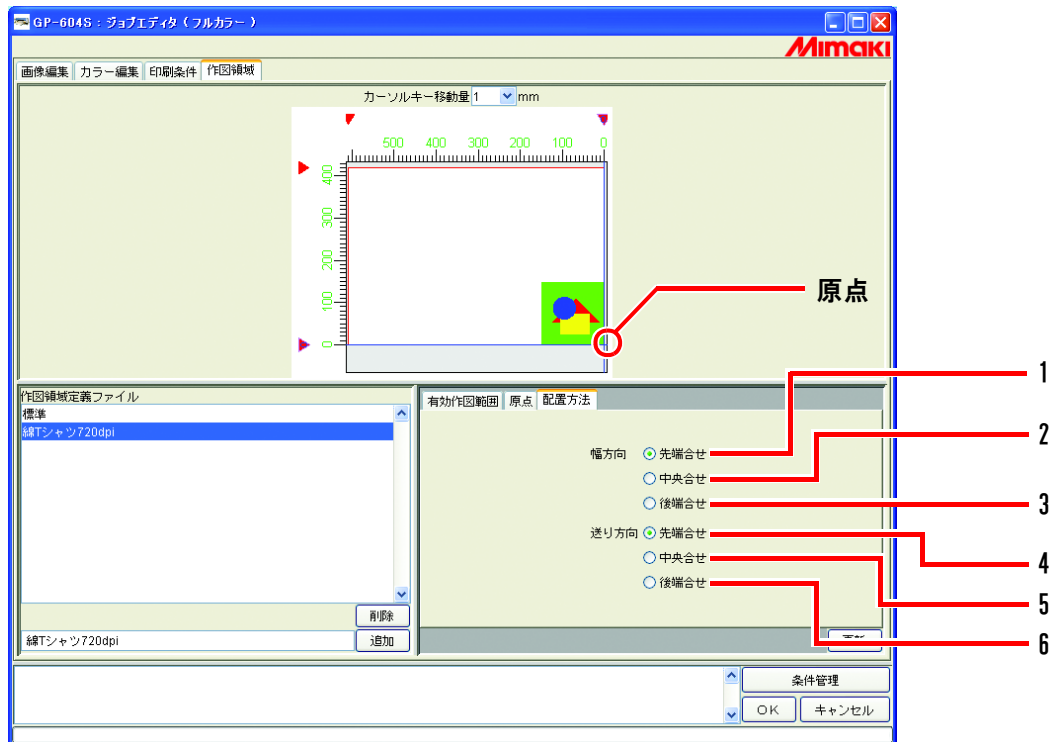 GP-604S : ジョブエディタ ( フルカラー )
Mimaki
画像編集 カラー編集 印刷条件 作図領域
カーソルキー移動量 1 mm
500 400 300 200 100 0
400
300
200
100
0
原点
作図領域定義ファイル
標準
綿Tシャツ720dpi
削除
綿Tシャツ720dpi 追加
有効作図範囲 原点 配置方法
幅方向 先端合せ
中央合せ
後端合せ
送り方向 先端合せ
中央合せ
後端合せ
1
2
3
4
5
6
条件管理
OK キャンセル